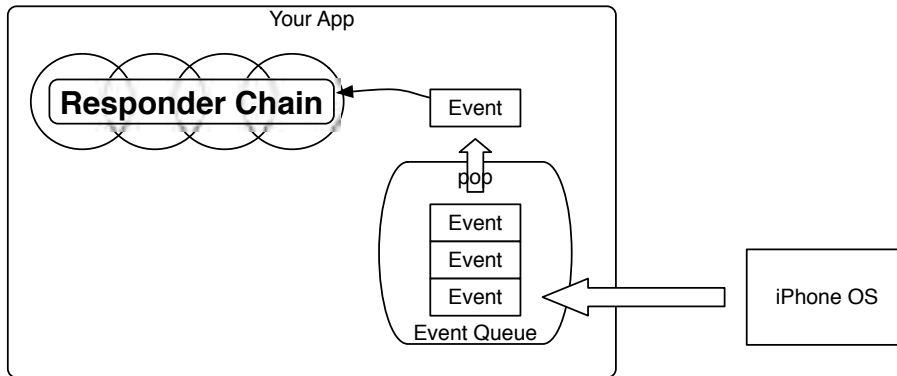 Your App
Responder Chain
Event
pop
Event
Event
Event
Event Queue
iPhone OS